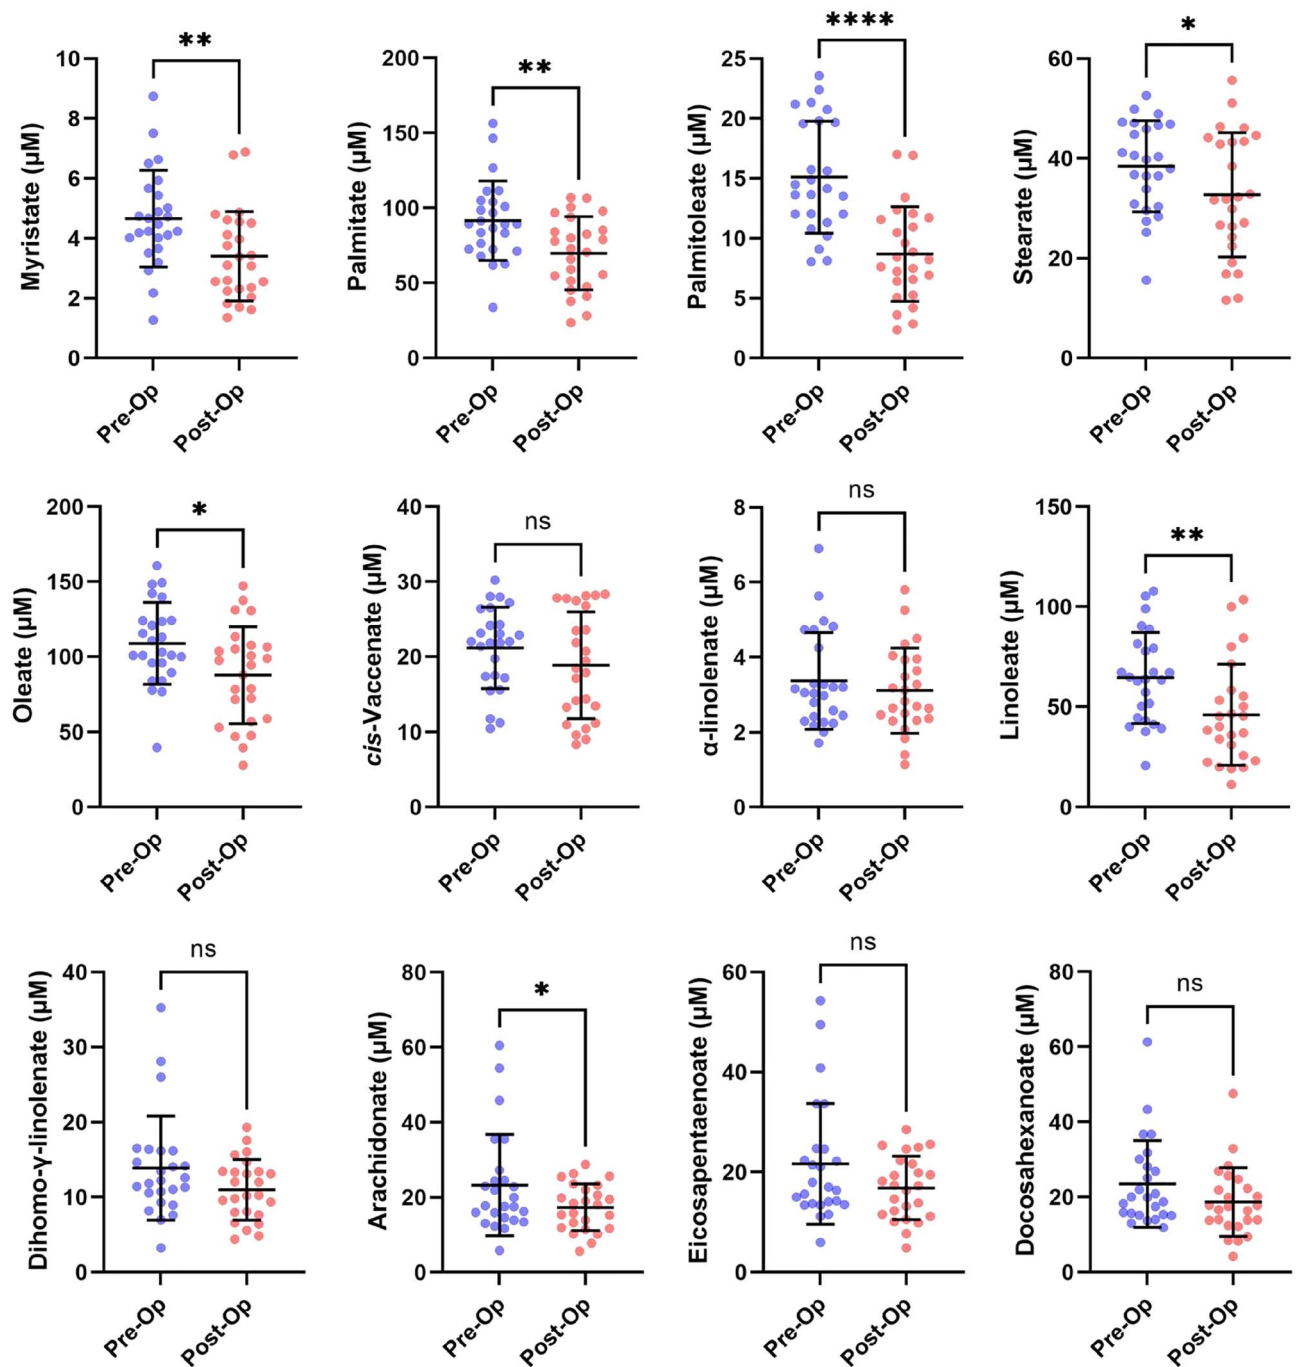 **
Myristate (µM)
10
8
6
4
2
0
Pre-Op
Post-Op
**
Palmitate (µM)
200
150
100
50
0
Pre-Op
Post-Op
****
Palmitoleate (µM)
25
20
15
10
5
0
Pre-Op
Post-Op
*
Stearate (µM)
60
40
20
0
Pre-Op
Post-Op
*
Oleate (µM)
200
150
100
50
0
Pre-Op
Post-Op
ns
cis-Vaccenate (µM)
40
30
20
10
0
Pre-Op
Post-Op
ns
α-linolenate (µM)
8
6
4
2
0
Pre-Op
Post-Op
**
Linoleate (µM)
150
100
50
0
Pre-Op
Post-Op
ns
Dihomo-γ-linolenate (µM)
40
30
20
10
0
Pre-Op
Post-Op
*
Arachidonate (µM)
80
60
40
20
0
Pre-Op
Post-Op
ns
Eicosapentaenoate (µM)
60
40
20
0
Pre-Op
Post-Op
ns
Docosahexanoate (µM)
80
60
40
20
0
Pre-Op
Post-Op